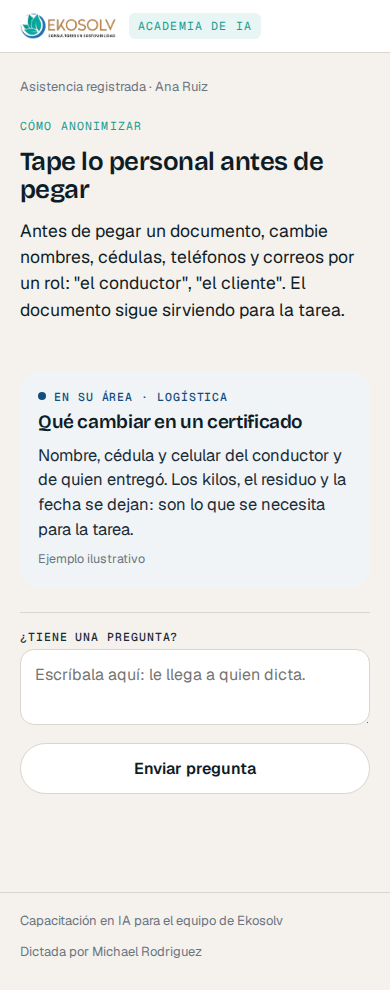 EKOSOLV
ACADEMIA DE IA
Asistencia registrada · Ana Ruiz
CÓMO ANONIMIZAR
Tape lo personal antes de
pegar
Antes de pegar un documento, cambie
nombres, cédulas, teléfonos y correos por
un rol: "el conductor", "el cliente". El
documento sigue sirviendo para la tarea.
EN SU ÁREA · LOGÍSTICA
Qué cambiar en un certificado
Nombre, cédula y celular del conductor y
de quien entregó. Los kilos, el residuo y la
fecha se dejan: son lo que se necesita
para la tarea.
Ejemplo ilustrativo
¿TIENE UNA PREGUNTA?
Escríbala aquí: le llega a quien dicta.
Enviar pregunta
Capacitación en IA para el equipo de Ekosolv
Dictada por Michael Rodriguez